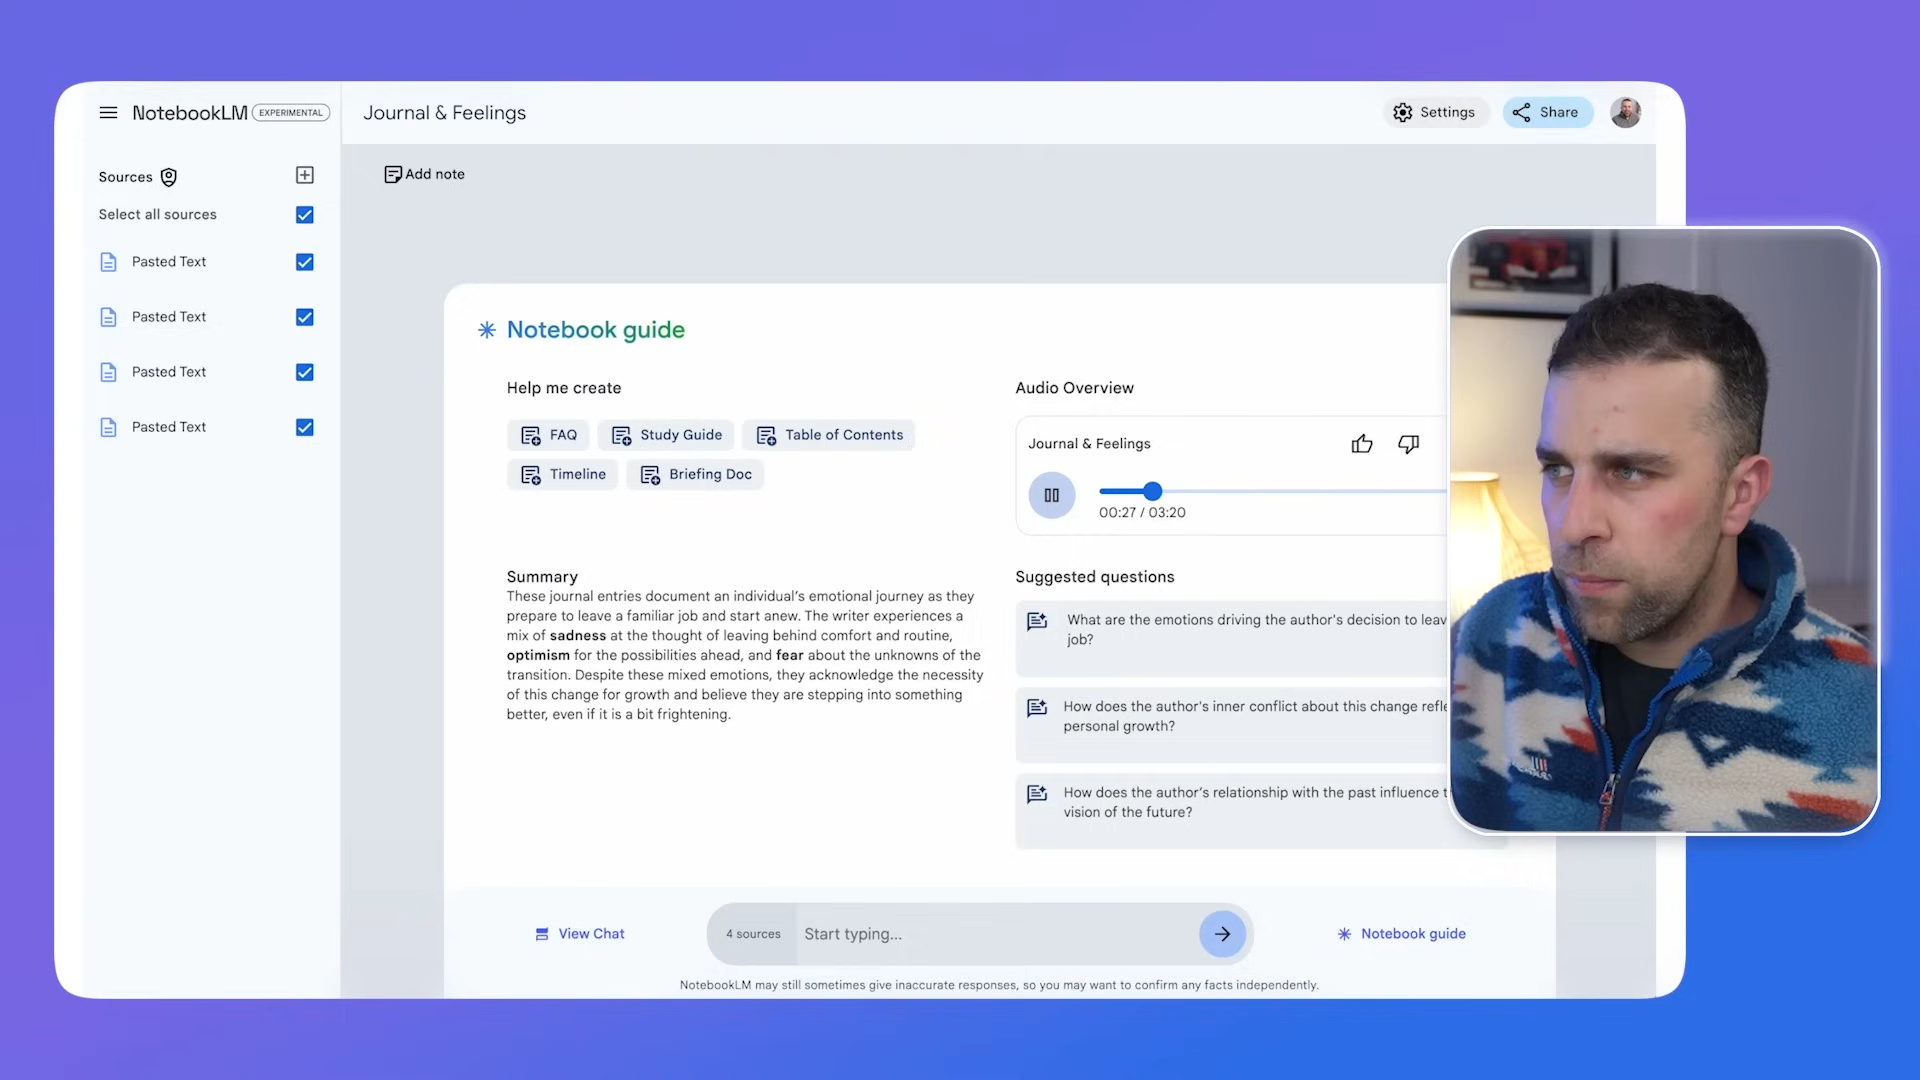 NotebookLM EXPERIMENTAL
Journal & Feelings
Settings
Share
Sources
Select all sources
Pasted Text
Pasted Text
Pasted Text
Pasted Text
Add note
Notebook guide
Help me create
FAQ
Study Guide
Table of Contents
Timeline
Briefing Doc
Summary
These journal entries document an individual's emotional journey as they
prepare to leave a familiar job and start anew. The writer experiences a
mix of sadness at the thought of leaving behind comfort and routine,
optimism for the possibilities ahead, and fear about the unknowns of the
transition. Despite these mixed emotions, they acknowledge the necessity
of this change for growth and believe they are stepping into something
better, even if it is a bit frightening.
Audio Overview
Journal & Feelings
00:27 / 03:20
Suggested questions
What are the emotions driving the author's decision to leav
job?
How does the author's inner conflict about this change refle
personal growth?
How does the author's relationship with the past influence t
vision of the future?
View Chat
4 sources
Start typing...
Notebook guide
NotebookLM may still sometimes give inaccurate responses, so you may want to confirm any facts independently.